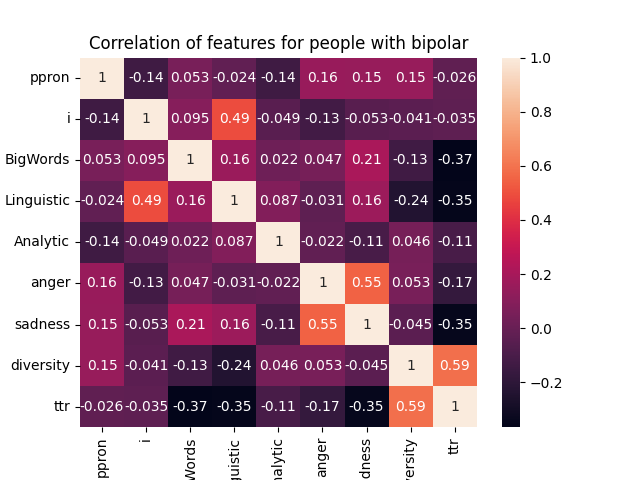 Correlation of features for people with bipolar
ppron 1 -0.14 0.053 -0.024 -0.14 0.16 0.15 0.15 -0.026
i -0.14 1 0.095 0.49 -0.049 -0.13 -0.053 -0.041 -0.035
BigWords 0.053 0.095 1 0.16 0.022 0.047 0.21 -0.13 -0.37
Linguistic -0.024 0.49 0.16 1 0.087 -0.031 0.16 -0.24 -0.35
Analytic -0.14 -0.049 0.022 0.087 1 -0.022 -0.11 0.046 -0.11
anger 0.16 -0.13 0.047 -0.031 -0.022 1 0.55 0.053 -0.17
sadness 0.15 -0.053 0.21 0.16 -0.11 0.55 1 -0.045 -0.35
diversity 0.15 -0.041 -0.13 -0.24 0.046 0.053 -0.045 1 0.59
ttr -0.026 -0.035 -0.37 -0.35 -0.11 -0.17 -0.35 0.59 1
ppron
i
Words
guistic
nalytic
anger
dness
versity
ttr
1.0
0.8
0.6
0.4
0.2
0.0
−0.2